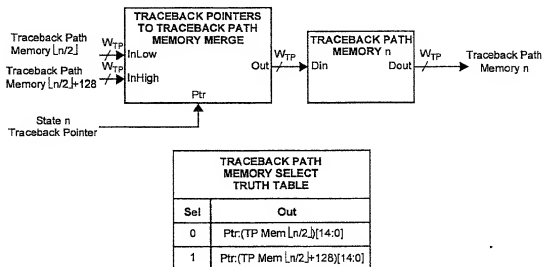 TRACEBACK POINTERS
TO TRACEBACK PATH
MEMORY MERGE
Traceback Path
Memory ⌊n/2⌋
W_TP
InLow
Traceback Path
Memory ⌊n/2⌋+128
W_TP
InHigh
Out
W_TP
Ptr
State n
Traceback Pointer
TRACEBACK PATH
MEMORY n
Din
Dout
W_TP
Traceback Path
Memory n
TRACEBACK PATH
MEMORY SELECT
TRUTH TABLE
Sel Out
0 Ptr:(TP Mem ⌊n/2⌋)[14:0]
1 Ptr:(TP Mem ⌊n/2⌋+128)[14:0]